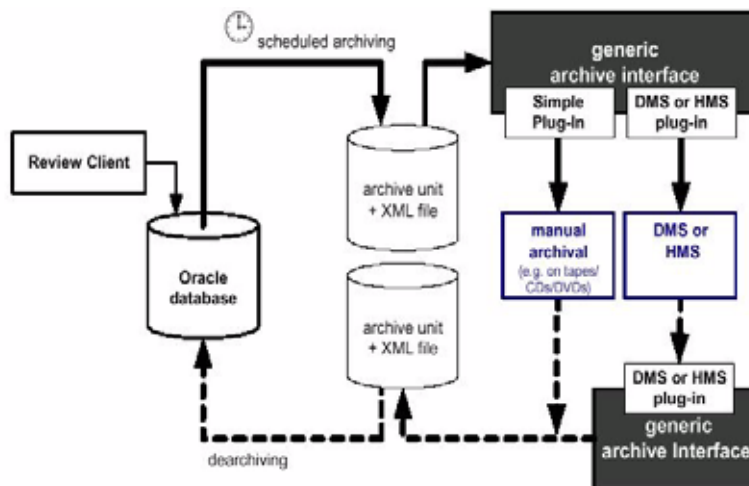 scheduled archiving
generic
archive interface
Simple
Plug-In
DMS or HMS
plug-in
Review Client
archive unit
+ XML file
Oracle
database
manual
archival
(e.g. on tapes/
CDs/DVDs)
DMS or
HMS
archive unit
+ XML file
DMS or HMS
plug-in
generic
archive Interface
dearchiving